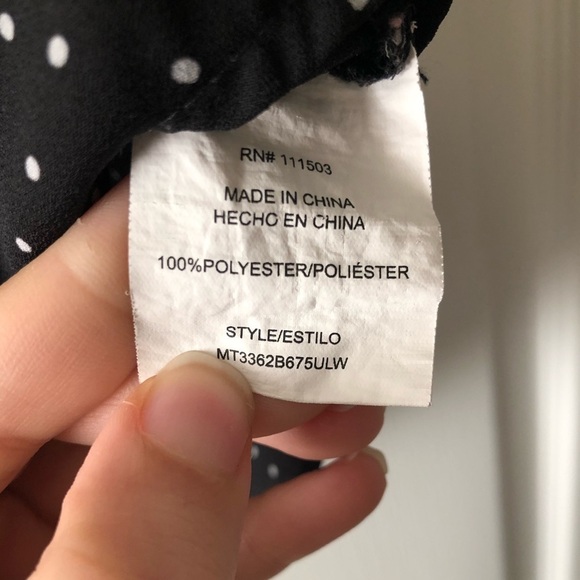 RN# 111503
MADE IN CHINA
HECHO EN CHINA
100%POLYESTER/POLIÉSTER
STYLE/ESTILO
MT3362B675ULW